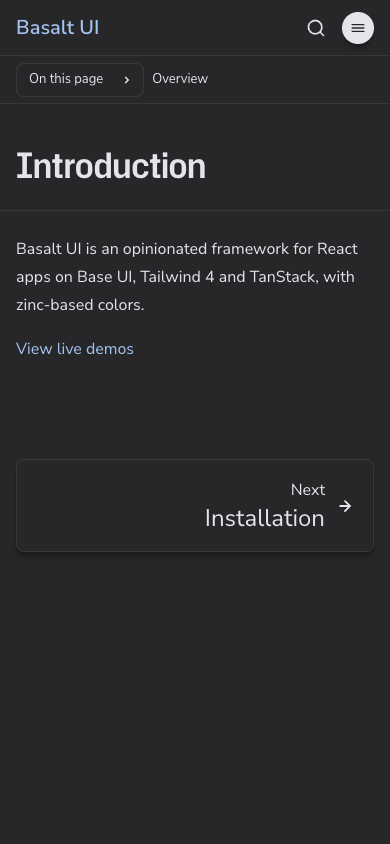 Basalt UI
On this page
Overview
Introduction
Basalt UI is an opinionated framework for React
apps on Base UI, Tailwind 4 and TanStack, with
zinc-based colors.
View live demos
Next
Installation